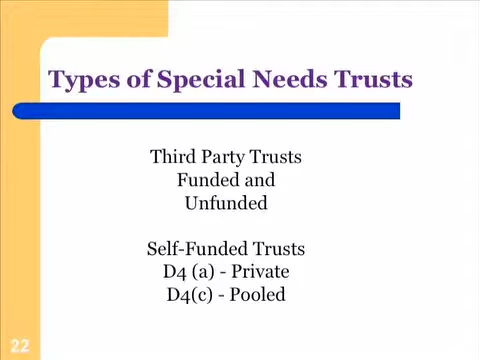 Types of Special Needs Trusts
Third Party Trusts
Funded and
Unfunded
Self-Funded Trusts
D4 (a) - Private
D4(c) - Pooled
22